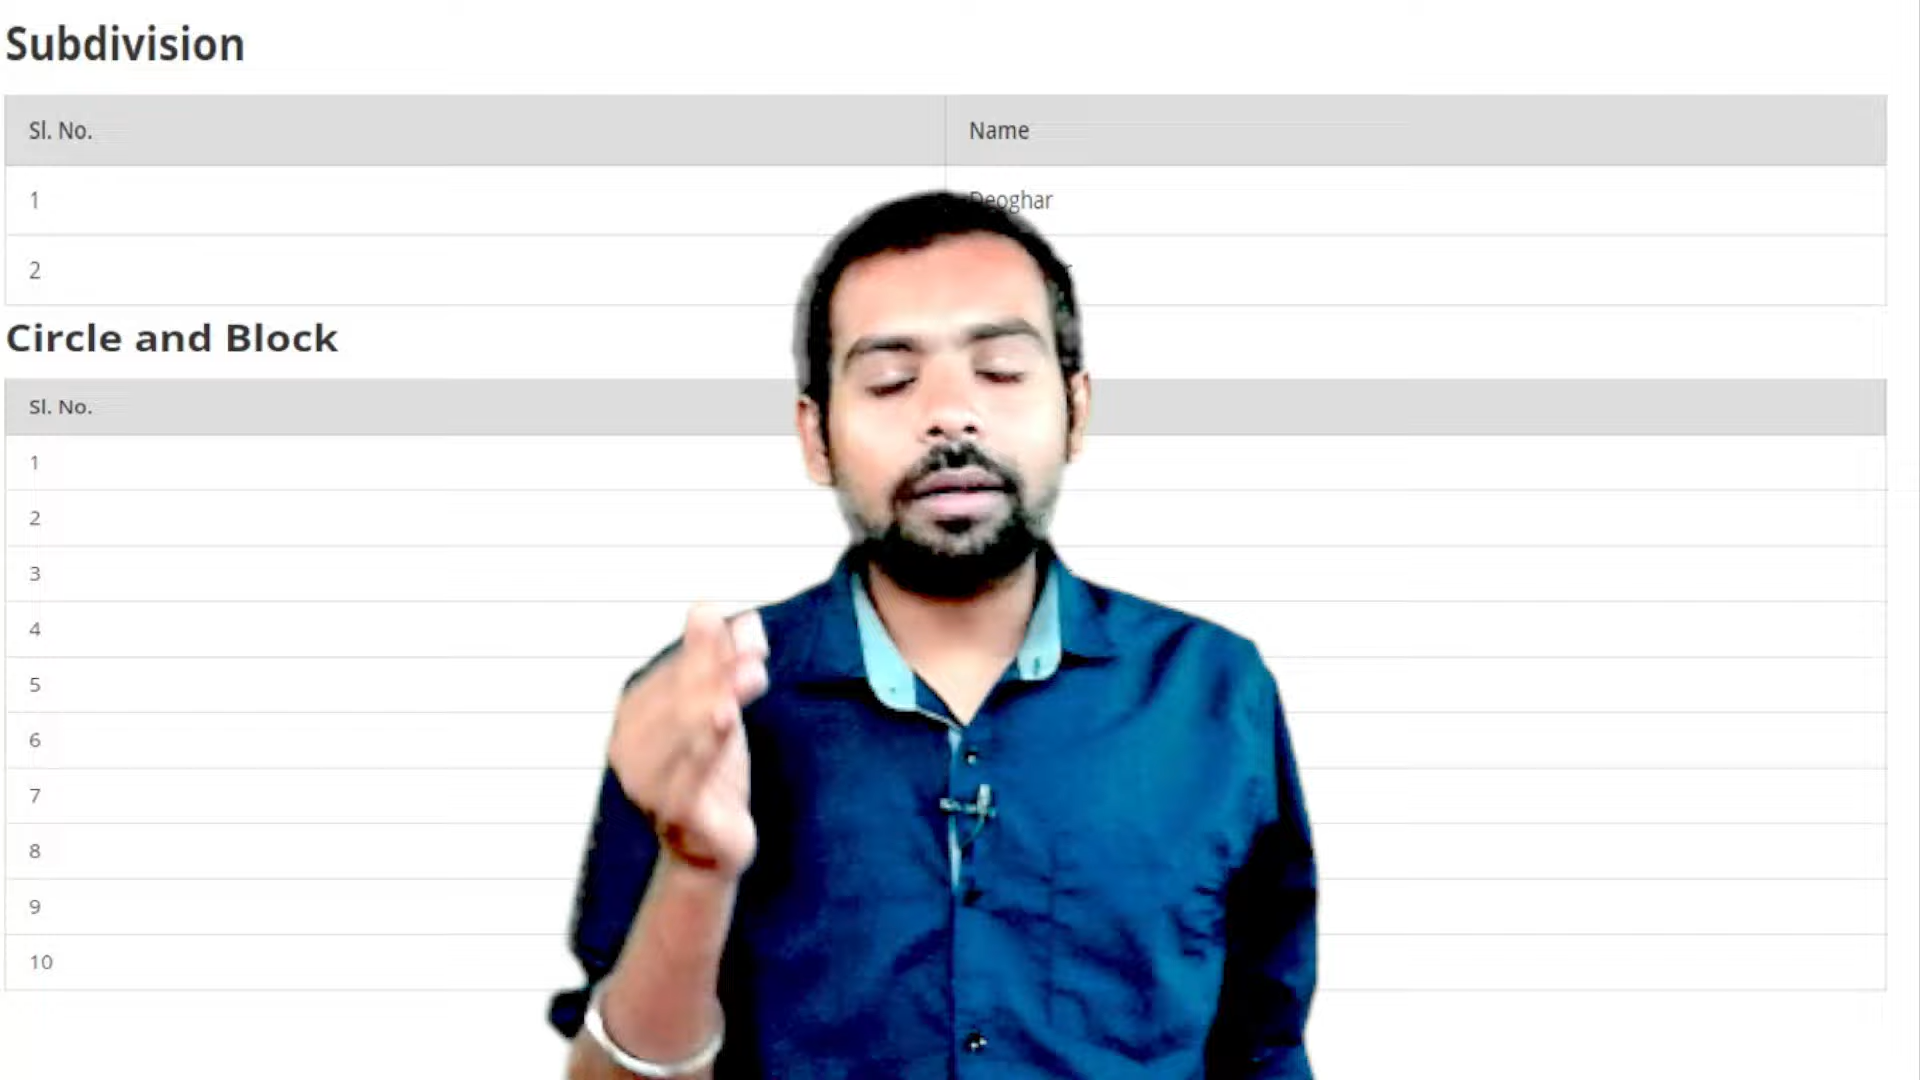 Subdivision
Sl. No. Name
1 Deoghar
2
Circle and Block
Sl. No.
1
2
3
4
5
6
7
8
9
10